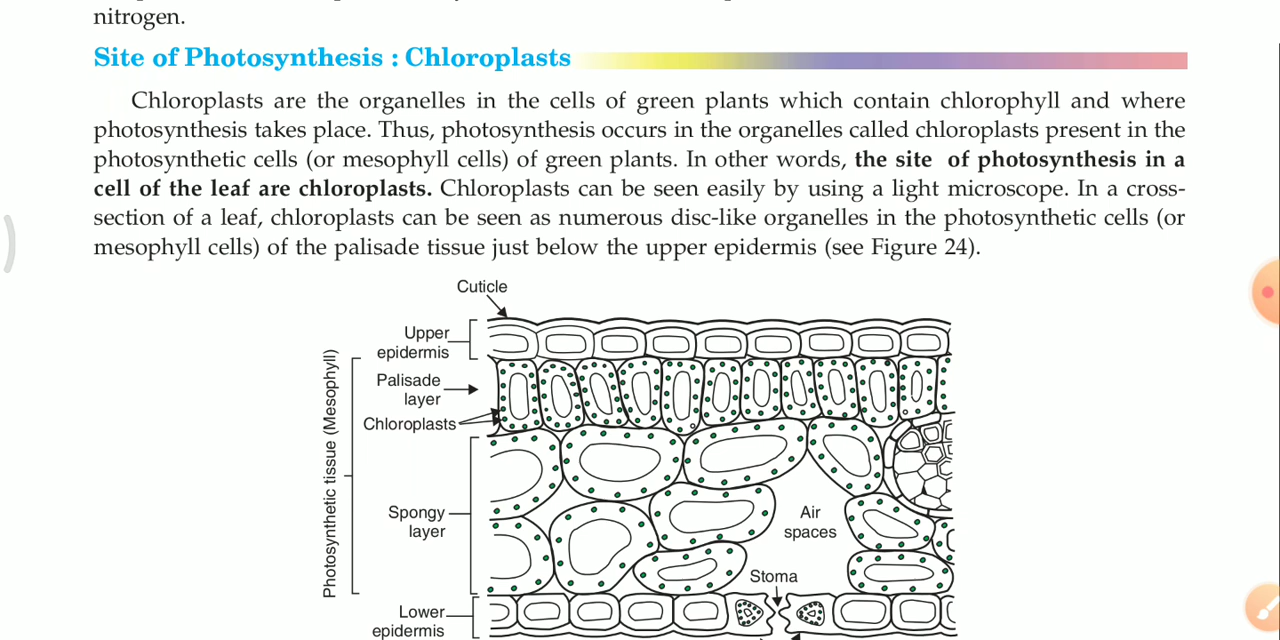 nitrogen.
Site of Photosynthesis : Chloroplasts
Chloroplasts are the organelles in the cells of green plants which contain chlorophyll and where
photosynthesis takes place. Thus, photosynthesis occurs in the organelles called chloroplasts present in the
photosynthetic cells (or mesophyll cells) of green plants. In other words, the site of photosynthesis in a
cell of the leaf are chloroplasts. Chloroplasts can be seen easily by using a light microscope. In a cross-
section of a leaf, chloroplasts can be seen as numerous disc-like organelles in the photosynthetic cells (or
mesophyll cells) of the palisade tissue just below the upper epidermis (see Figure 24).
Cuticle
Upper
epidermis
Photosynthetic tissue (Mesophyll)
Palisade
layer
Chloroplasts
Spongy
layer
Air
spaces
Stoma
Lower
epidermis